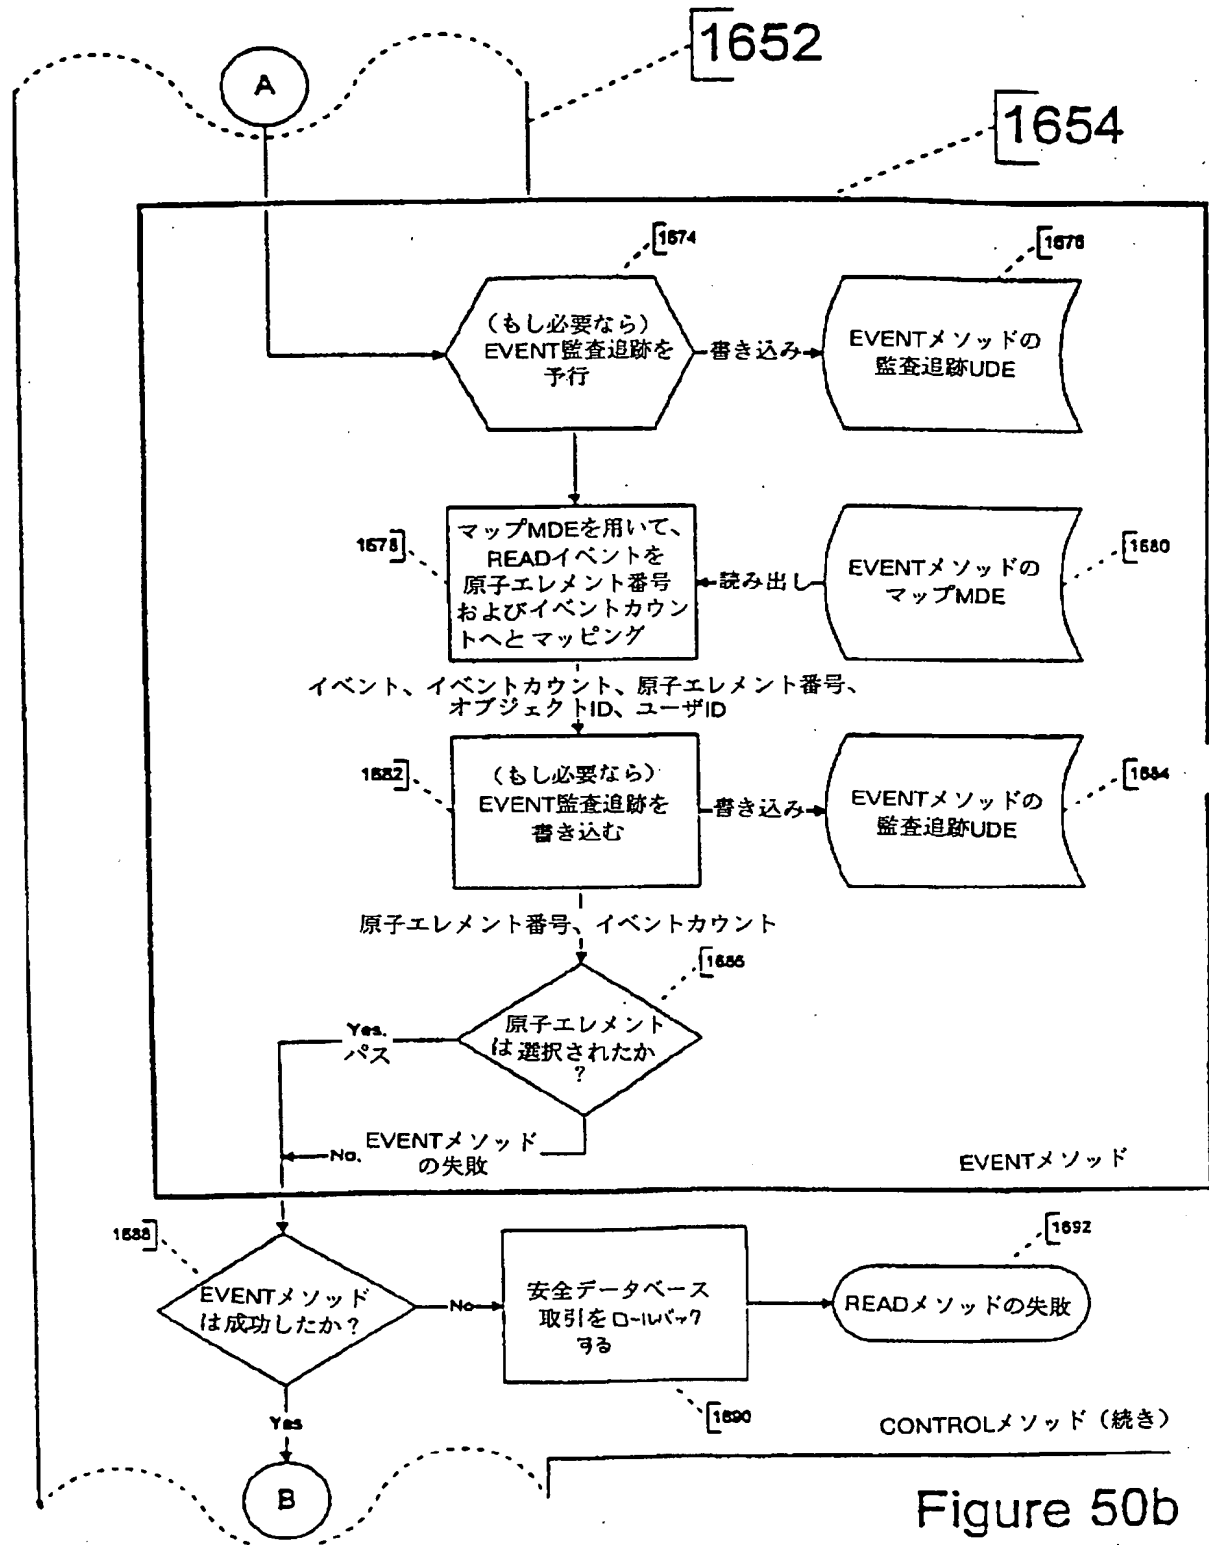 1652
A
1654
1674
1676
（もし必要なら）
EVENT監査追跡を
予行
書き込み
EVENTメソッドの
監査追跡UDE
1678
マップMDEを用いて、
READイベントを
原子エレメント番号
およびイベントカウン
トへとマッピング
読み出し
EVENTメソッドの
マップMDE
1680
イベント、イベントカウント、原子エレメント番号、
オブジェクトID、ユーザID
1682
（もし必要なら）
EVENT監査追跡を
書き込む
書き込み
EVENTメソッドの
監査追跡UDE
1684
原子エレメント番号、イベントカウント
1686
原子エレメント
は選択されたか
？
Yes.
パス
No.
EVENTメソッド
の失敗
EVENTメソッド
1688
EVENTメソッド
は成功したか？
No
安全データベース
取引をロールバック
する
1692
READメソッドの失敗
1690
Yes
CONTROLメソッド（続き）
B
Figure 50b